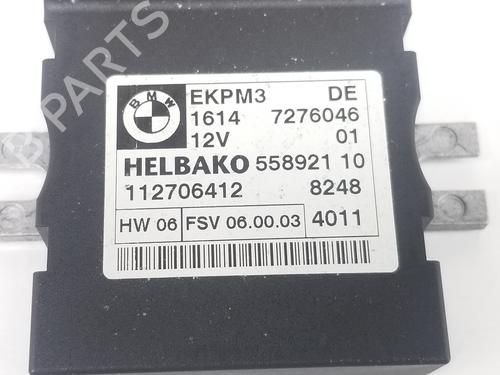 B PARTS
BMW
EKPM3 DE
1614 7276046
12V 01
HELBAKO 558921 10
112706412 8248
HW 06 FSV 06.00.03 4011